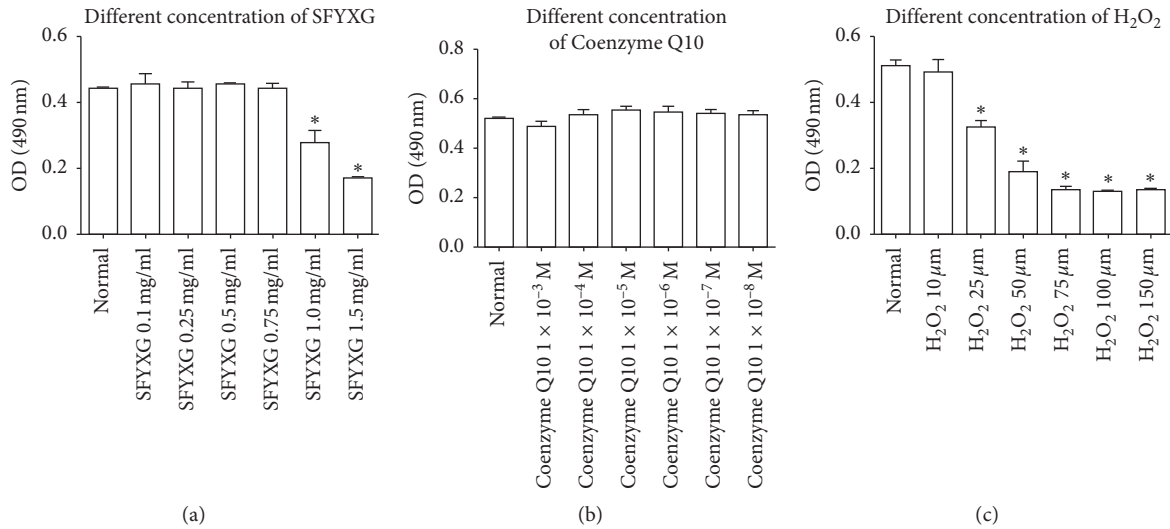 Different concentration of SFYXG
0.6
0.4
0.2
0.0
OD (490 nm)
*
*
Normal
SFYXG 0.1 mg/ml
SFYXG 0.25 mg/ml
SFYXG 0.5 mg/ml
SFYXG 0.75 mg/ml
SFYXG 1.0 mg/ml
SFYXG 1.5 mg/ml
(a)
Different concentration
of Coenzyme Q10
0.8
0.6
0.4
0.2
0.0
OD (490 nm)
Normal
Coenzyme Q10 1 × 10⁻³ M
Coenzyme Q10 1 × 10⁻⁴ M
Coenzyme Q10 1 × 10⁻⁵ M
Coenzyme Q10 1 × 10⁻⁶ M
Coenzyme Q10 1 × 10⁻⁷ M
Coenzyme Q10 1 × 10⁻⁸ M
(b)
Different concentration of H₂O₂
0.6
0.4
0.2
0.0
OD (490 nm)
*
*
*
*
*
Normal
H₂O₂ 10 µm
H₂O₂ 25 µm
H₂O₂ 50 µm
H₂O₂ 75 µm
H₂O₂ 100 µm
H₂O₂ 150 µm
(c)